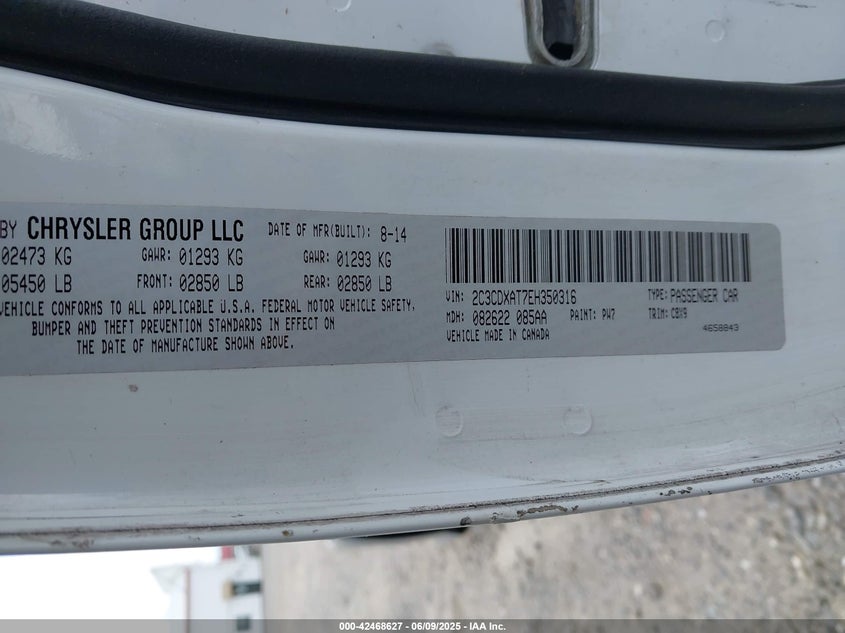 BY CHRYSLER GROUP LLC DATE OF MFR(BUILT): 8-14
02473 KG GAWR: 01293 KG GAWR: 01293 KG
05450 LB FRONT: 02850 LB REAR: 02850 LB
VEHICLE CONFORMS TO ALL APPLICABLE U.S.A. FEDERAL MOTOR VEHICLE SAFETY,
BUMPER AND THEFT PREVENTION STANDARDS IN EFFECT ON
THE DATE OF MANUFACTURE SHOWN ABOVE.
VIN: 2C3CDXAT7EH350316 TYPE: PASSENGER CAR
MDH: 082622 085AA PAINT: PW7 TRIM: CBX9
VEHICLE MADE IN CANADA 4658843
000-42468627 - 06/09/2025 - IAA Inc.